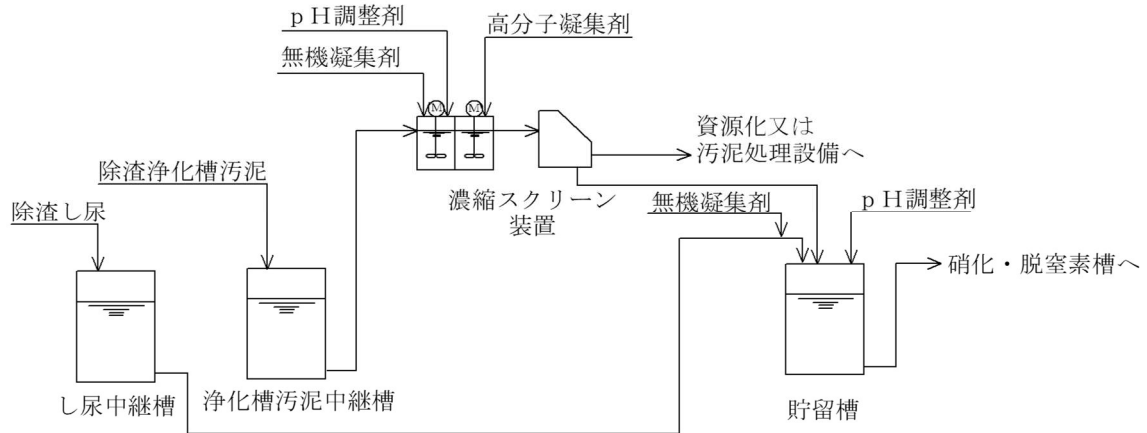 ｐＨ調整剤
高分子凝集剤
無機凝集剤
M
M
資源化又は
汚泥処理設備へ
除渣浄化槽汚泥
濃縮スクリーン
装置
無機凝集剤
ｐＨ調整剤
除渣し尿
硝化・脱窒素槽へ
し尿中継槽
浄化槽汚泥中継槽
貯留槽